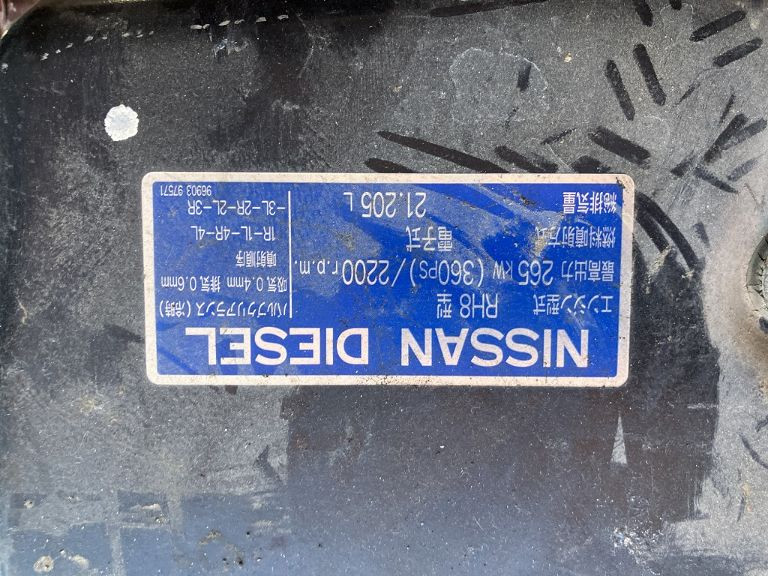 NISSAN DIESEL
エンジン型式 RH8 型
最高出力 265 kW (360PS)/2200 r.p.m.
燃料噴射方式 電子式
総排気量 21.205 L
バルブクリアランス (冷時)
吸気 0.4mm 排気 0.6mm
噴射順序
1R-1L-4R-4L
-3L-2R-2L-3R
96903 97571